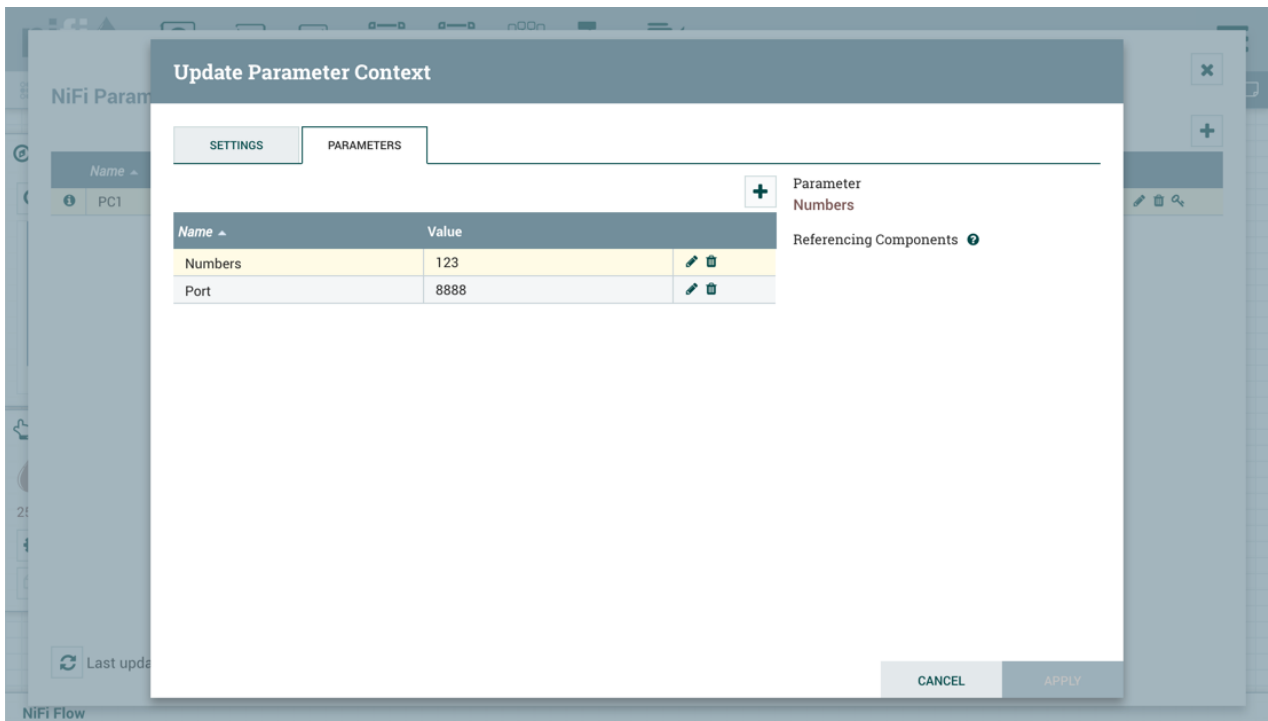 Update Parameter Context
NiFi Param
SETTINGS
PARAMETERS
Name
PC1
Name
Value
Numbers
123
Port
8888
Parameter
Numbers
Referencing Components
Last upda
CANCEL
APPLY
NiFi Flow